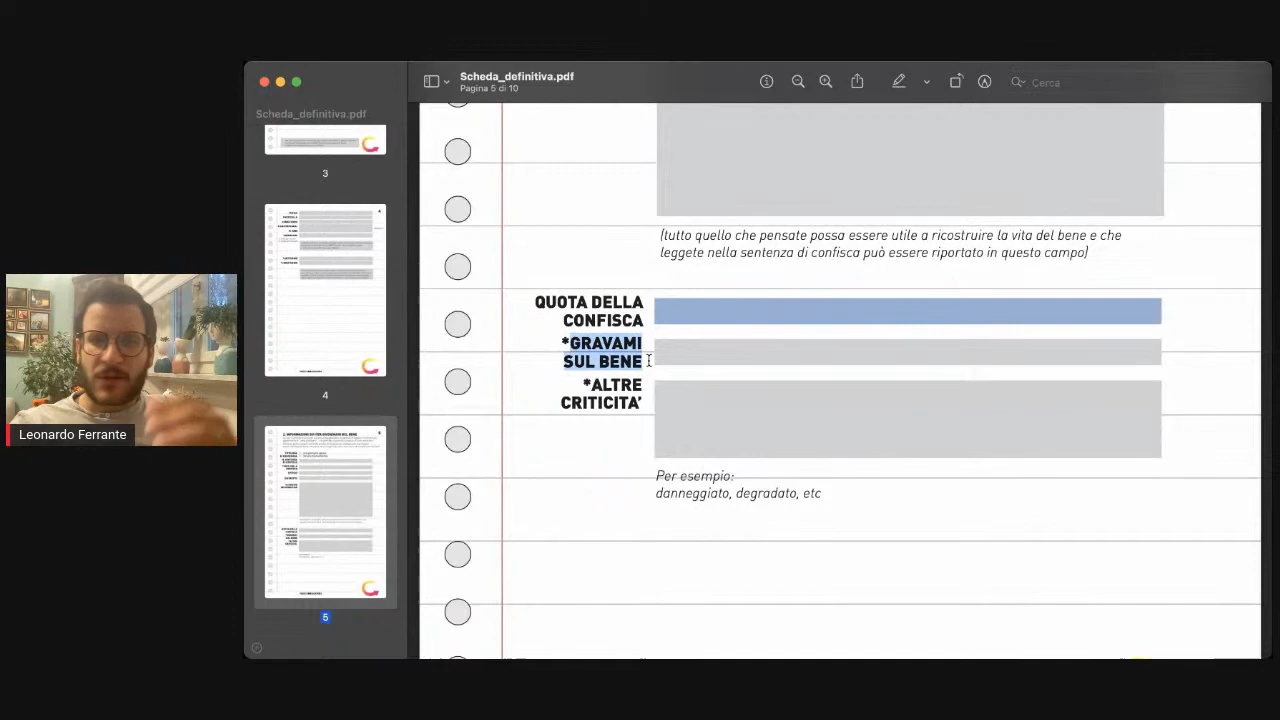 Scheda_definitiva.pdf
Pagina 5 di 10
Cerca
Scheda_definitiva.pdf
3
4
5
(tutto quello che pensate possa essere utile a ricostruire la vita del bene e che
leggete nella sentenza di confisca può essere riportato in questo campo)
QUOTA DELLA
CONFISCA
*GRAVAMI
SUL BENE
*ALTRE
CRITICITA’
Per esempio:
danneggiato, degradato, etc
Leonardo Ferrante